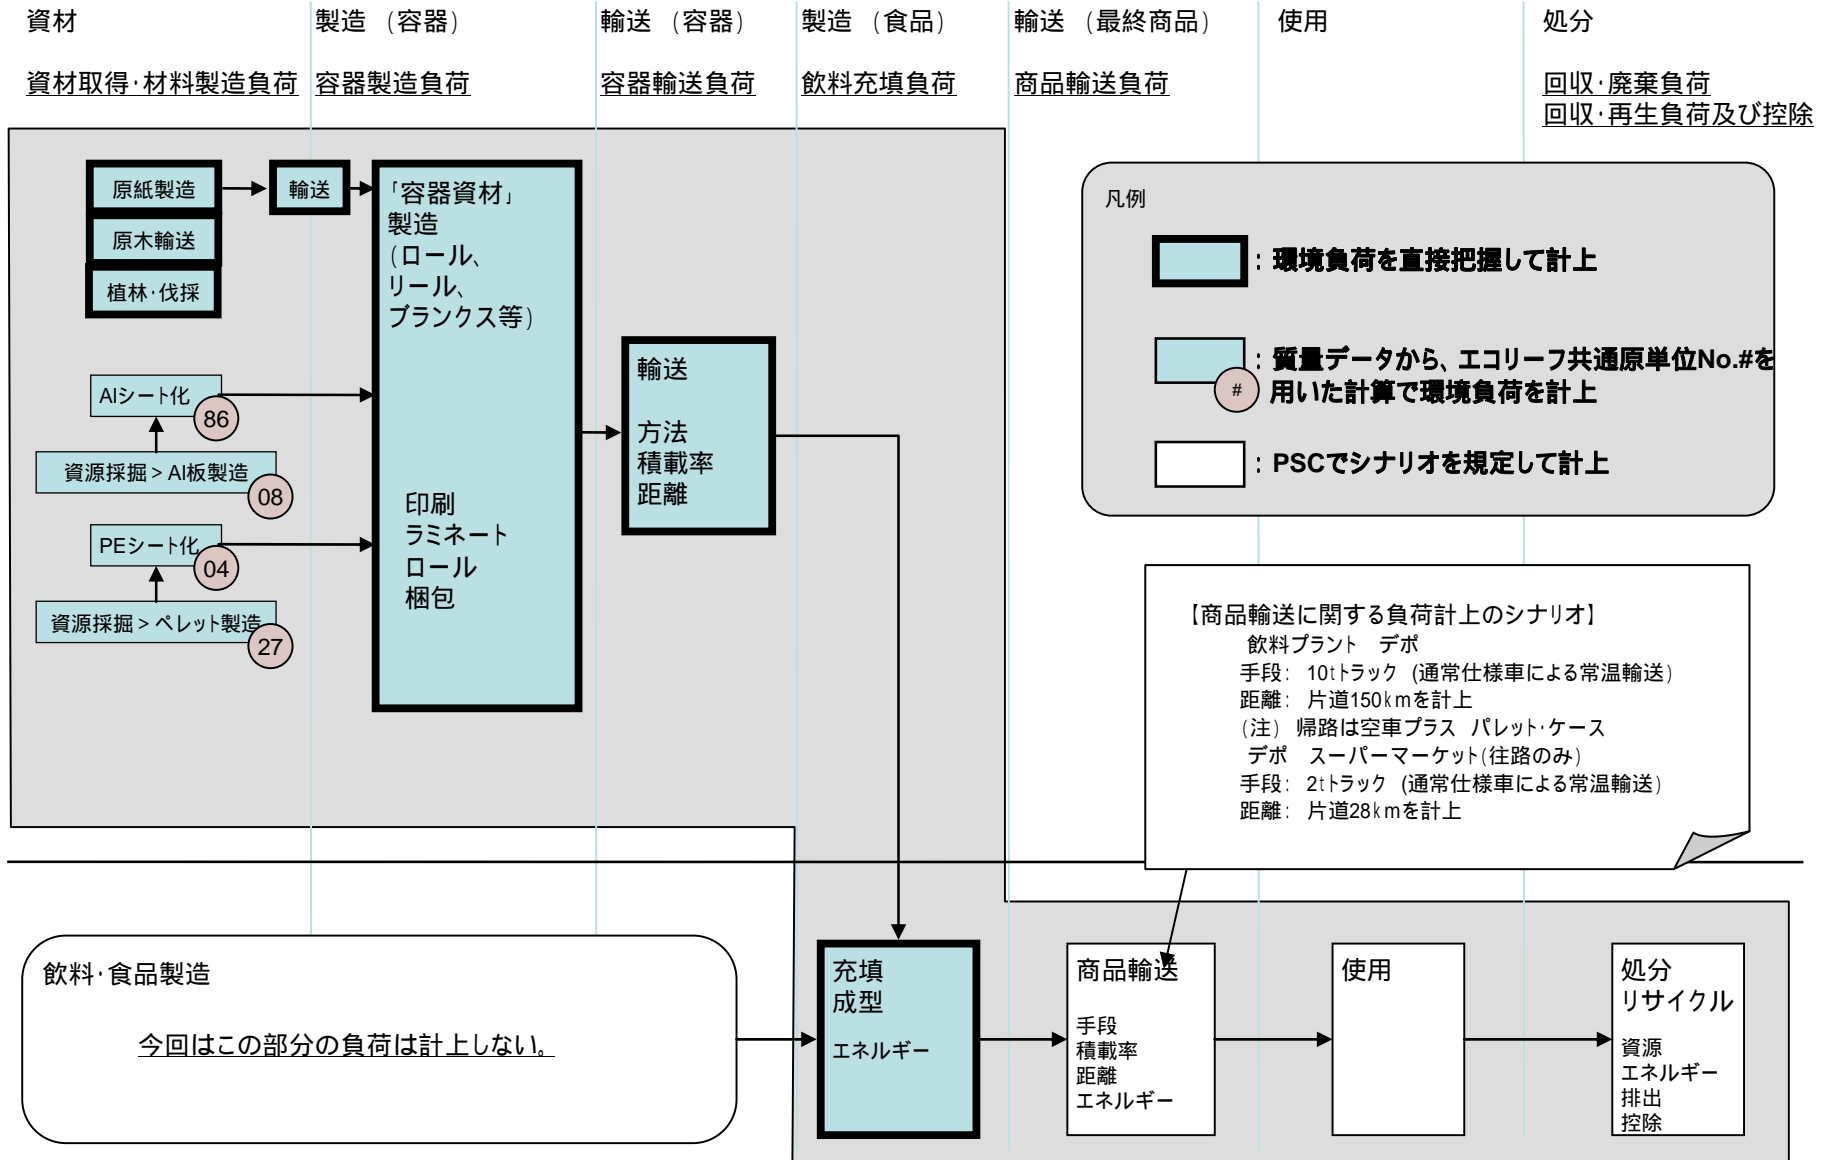 資材
製造 (容器)
輸送 (容器)
製造 (食品)
輸送 (最終商品)
使用
処分
資材取得･材料製造負荷
容器製造負荷
容器輸送負荷
飲料充填負荷
商品輸送負荷
回収･廃棄負荷
回収･再生負荷及び控除
原紙製造
輸送
原木輸送
植林･伐採
「容器資材」
製造
(ロール、
リール、
ブランクス等)
印刷
ラミネート
ロール
梱包
Alシート化
86
資源採掘 > Al板製造
08
PEシート化
04
資源採掘 > ペレット製造
27
輸送
方法
積載率
距離
凡例
: 環境負荷を直接把握して計上
: 質量データから、エコリーフ共通原単位No.#を
用いた計算で環境負荷を計上
#
: PSCでシナリオを規定して計上
【商品輸送に関する負荷計上のシナリオ】
飲料プラント デポ
手段: 10tトラック (通常仕様車による常温輸送)
距離: 片道150kmを計上
(注) 帰路は空車プラス パレット･ケース
デポ スーパーマーケット(往路のみ)
手段: 2tトラック (通常仕様車による常温輸送)
距離: 片道28kmを計上
飲料･食品製造
今回はこの部分の負荷は計上しない。
充填
成型
エネルギー
商品輸送
手段
積載率
距離
エネルギー
使用
処分
リサイクル
資源
エネルギー
排出
控除